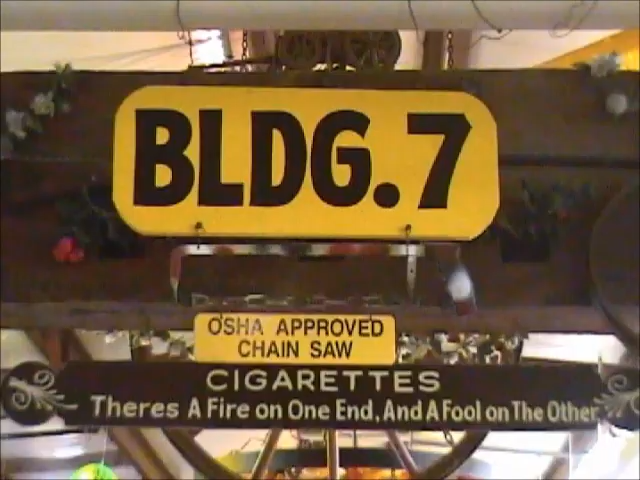 BLDG.7
OSHA APPROVED
CHAIN SAW
CIGARETTES
Theres A Fire on One End, And A Fool on The Other